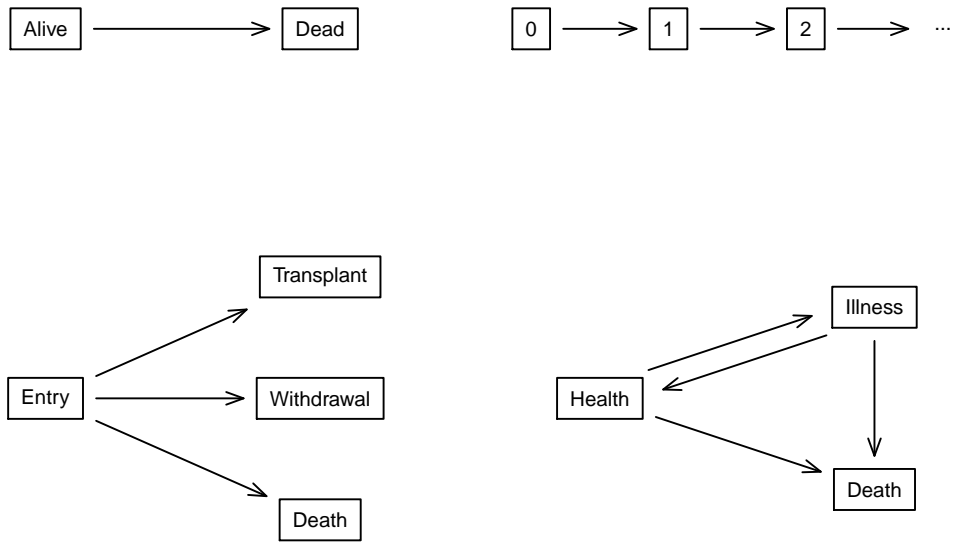 Alive
Dead
0
1
2
...
Transplant
Entry
Withdrawal
Death
Illness
Health
Death